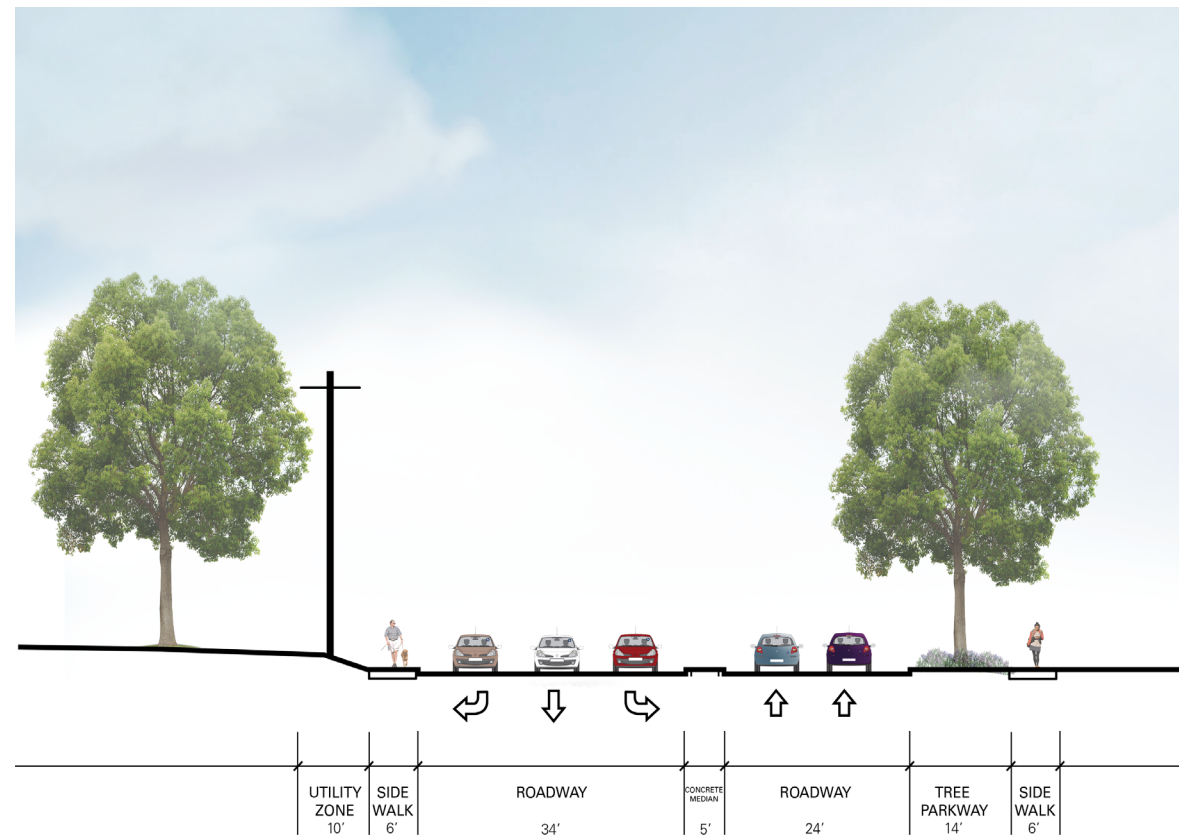 UTILITY
ZONE
10'
SIDE
WALK
6'
ROADWAY
34'
CONCRETE
MEDIAN
5'
ROADWAY
24'
TREE
PARKWAY
14'
SIDE
WALK
6'